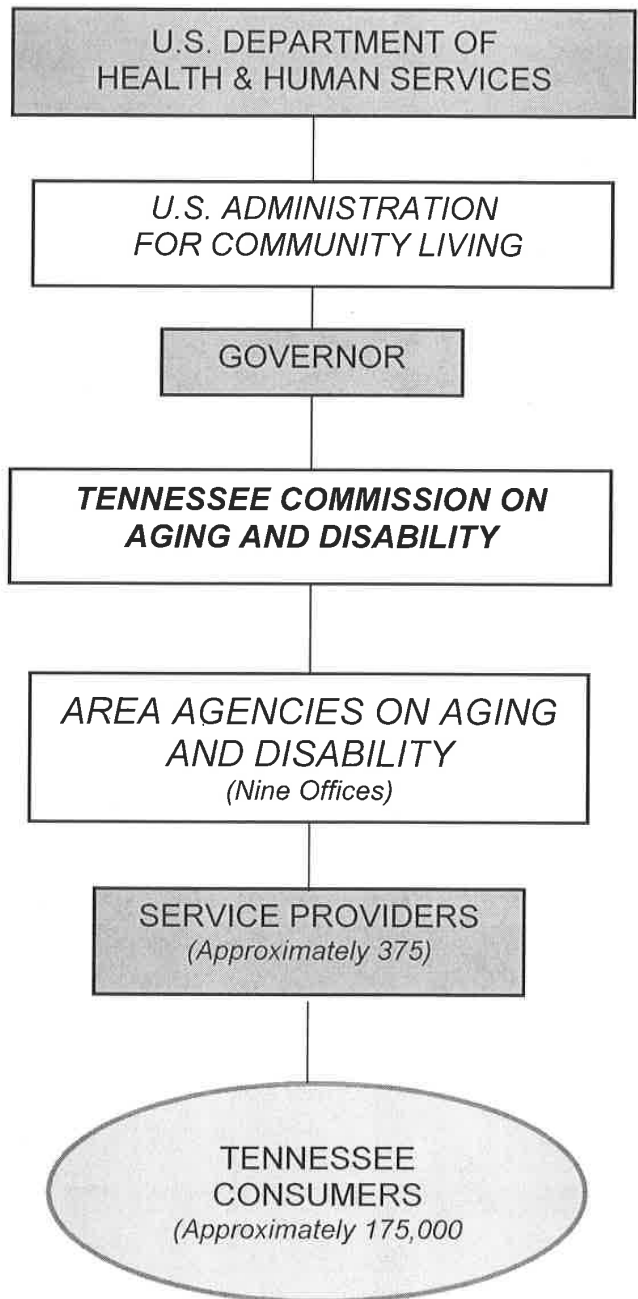 U.S. DEPARTMENT OF
HEALTH & HUMAN SERVICES
U.S. ADMINISTRATION
FOR COMMUNITY LIVING
GOVERNOR
TENNESSEE COMMISSION ON
AGING AND DISABILITY
AREA AGENCIES ON AGING
AND DISABILITY
(Nine Offices)
SERVICE PROVIDERS
(Approximately 375)
TENNESSEE
CONSUMERS
(Approximately 175,000